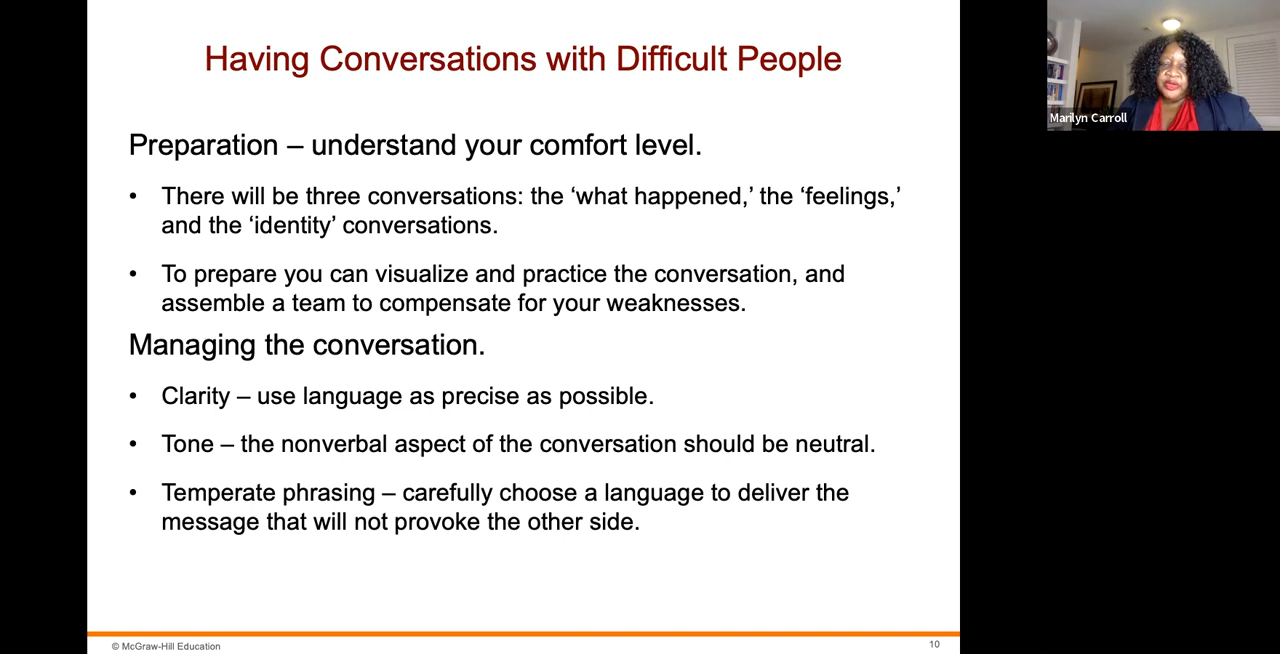 Having Conversations with Difficult People
Preparation – understand your comfort level.
• There will be three conversations: the ‘what happened,’ the ‘feelings,’
and the ‘identity’ conversations.
• To prepare you can visualize and practice the conversation, and
assemble a team to compensate for your weaknesses.
Managing the conversation.
• Clarity – use language as precise as possible.
• Tone – the nonverbal aspect of the conversation should be neutral.
• Temperate phrasing – carefully choose a language to deliver the
message that will not provoke the other side.
© McGraw-Hill Education
10
Marilyn Carroll